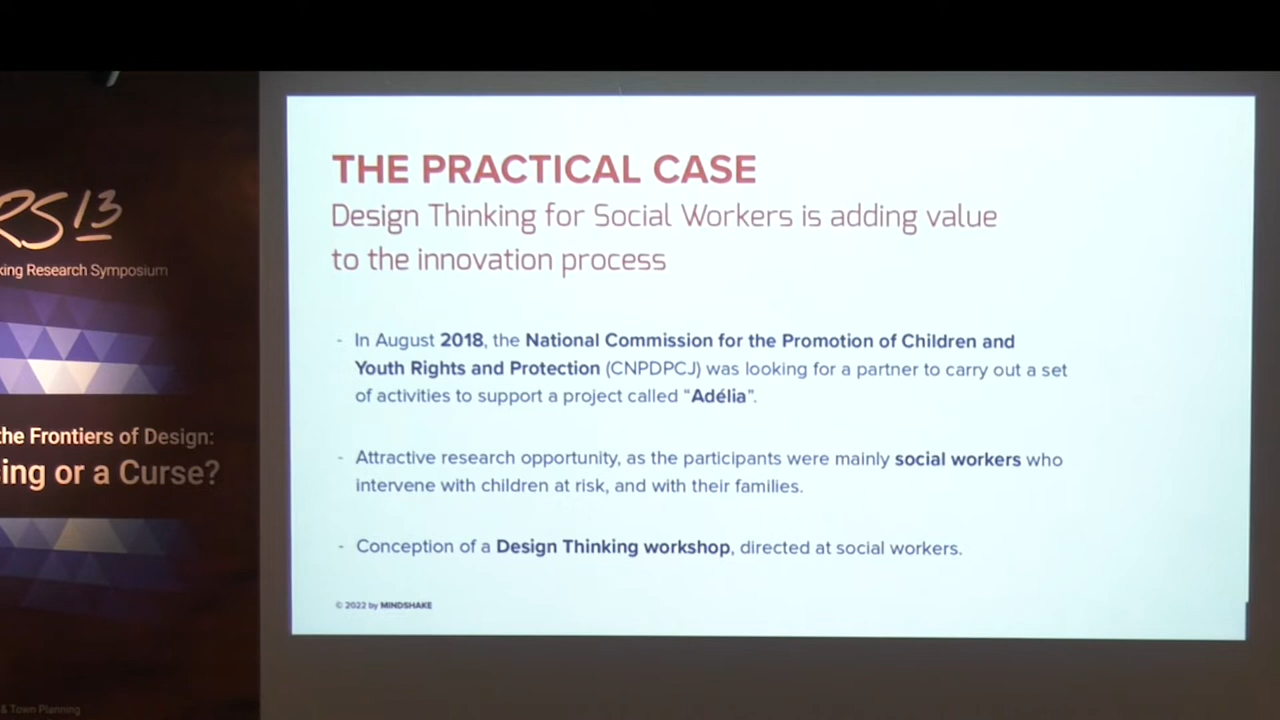 RS13
king Research Symposium
the Frontiers of Design:
ing or a Curse?
& Town Planning
THE PRACTICAL CASE
Design Thinking for Social Workers is adding value
to the innovation process
- In August 2018, the National Commission for the Promotion of Children and
Youth Rights and Protection (CNPDPCJ) was looking for a partner to carry out a set
of activities to support a project called “Adélia”.
- Attractive research opportunity, as the participants were mainly social workers who
intervene with children at risk, and with their families.
- Conception of a Design Thinking workshop, directed at social workers.
© 2022 by MINDSHAKE